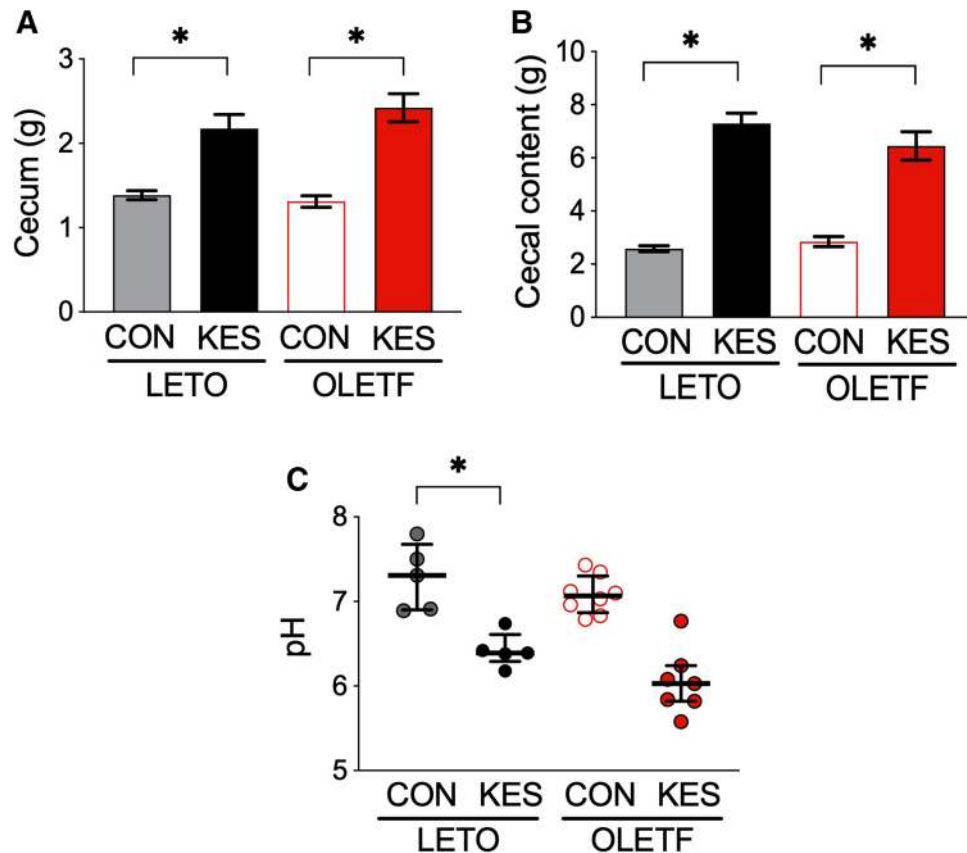 A
*
*
Cecum (g)
3
2
1
0
CON KES CON KES
LETO OLETF
B
*
*
Cecal content (g)
10
8
6
4
2
0
CON KES CON KES
LETO OLETF
C
*
pH
8
7
6
5
CON KES CON KES
LETO OLETF